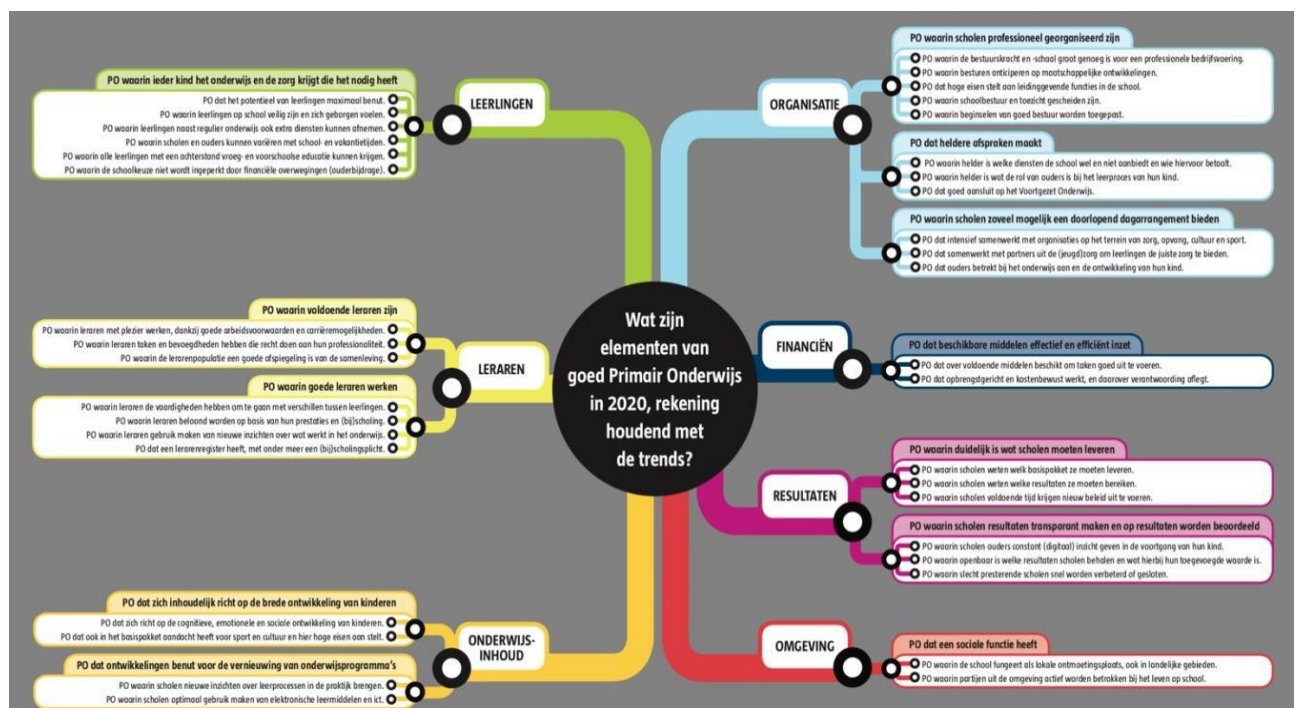 Wat zijn
elementen van
goed Primair Onderwijs
in 2020, rekening
houdend met
de trends?
LEERLINGEN
PO waarin ieder kind het onderwijs en de zorg krijgt die het nodig heeft
PO dat het potentieel van leerlingen maximaal benut.
PO waarin leerlingen op school veilig zijn en zich geborgen voelen.
PO waarin leerlingen naast regulier onderwijs ook extra diensten kunnen afnemen.
PO waarin scholen en ouders kunnen variëren met school- en vakantietijden.
PO waarin alle leerlingen met een achterstand vroeg- en voorschoolse educatie kunnen krijgen.
PO waarin de schoolkeuze niet wordt ingeperkt door financiële overwegingen (ouderbijdrage).
LERAREN
PO waarin voldoende leraren zijn
PO waarin leraren met plezier werken, dankzij goede arbeidsvoorwaarden en carrièremogelijkheden.
PO waarin leraren taken en bevoegdheden hebben die recht doen aan hun professionaliteit.
PO waarin de lerarenpopulatie een goede afspiegeling is van de samenleving.
PO waarin goede leraren werken
PO waarin leraren de vaardigheden hebben om te gaan met verschillen tussen leerlingen.
PO waarin leraren beloond worden op basis van hun prestaties en (bij)scholing.
PO waarin leraren gebruik maken van nieuwe inzichten over wat werkt in het onderwijs.
PO dat een lerarenregister heeft, met onder meer een (bij)scholingsplicht.
ONDERWIJS-
INHOUD
PO dat zich inhoudelijk richt op de brede ontwikkeling van kinderen
PO dat zich richt op de cognitieve, emotionele en sociale ontwikkeling van kinderen.
PO dat ook in het basispakket aandacht heeft voor sport en cultuur en hier hoge eisen aan stelt.
PO dat ontwikkelingen benut voor de vernieuwing van onderwijsprogramma's
PO waarin scholen nieuwe inzichten over leerprocessen in de praktijk brengen.
PO waarin scholen optimaal gebruik maken van elektronische leermiddelen en ict.
ORGANISATIE
PO waarin scholen professioneel georganiseerd zijn
PO waarin de bestuurskracht en -schaal groot genoeg is voor een professionele bedrijfsvoering.
PO waarin besturen anticiperen op maatschappelijke ontwikkelingen.
PO dat hoge eisen stelt aan leidinggevende functies in de school.
PO waarin schoolbestuur en toezicht gescheiden zijn.
PO waarin beginselen van goed bestuur worden toegepast.
PO dat heldere afspraken maakt
PO waarin helder is welke diensten de school wel en niet aanbiedt en wie hiervoor betaalt.
PO waarin helder is wat de rol van ouders is bij het leerproces van hun kind.
PO dat goed aansluit op het Voortgezet Onderwijs.
PO waarin scholen zoveel mogelijk een doorlopend dagarrangement bieden
PO dat intensief samenwerkt met organisaties op het terrein van zorg, opvang, cultuur en sport.
PO dat samenwerkt met partners uit de (jeugd)zorg om leerlingen de juiste zorg te bieden.
PO dat ouders betrekt bij het onderwijs aan en de ontwikkeling van hun kind.
FINANCIËN
PO dat beschikbare middelen effectief en efficiënt inzet
PO dat over voldoende middelen beschikt om taken goed uit te voeren.
PO dat opbrengstgericht en kostenbewust werkt, en daarover verantwoording aflegt.
RESULTATEN
PO waarin duidelijk is wat scholen moeten leveren
PO waarin scholen weten welk basispakket ze moeten leveren.
PO waarin scholen weten welke resultaten ze moeten bereiken.
PO waarin scholen voldoende tijd krijgen nieuw beleid uit te voeren.
PO waarin scholen resultaten transparant maken en op resultaten worden beoordeeld
PO waarin scholen ouders constant (digitaal) inzicht geven in de voortgang van hun kind.
PO waarin openbaar is welke resultaten scholen behalen en wat hierbij hun toegevoegde waarde is.
PO waarin slecht presterende scholen snel worden verbeterd of gesloten.
OMGEVING
PO dat een sociale functie heeft
PO waarin de school fungeert als lokale ontmoetingsplaats, ook in landelijke gebieden.
PO waarin partijen uit de omgeving actief worden betrokken bij het leven op school.